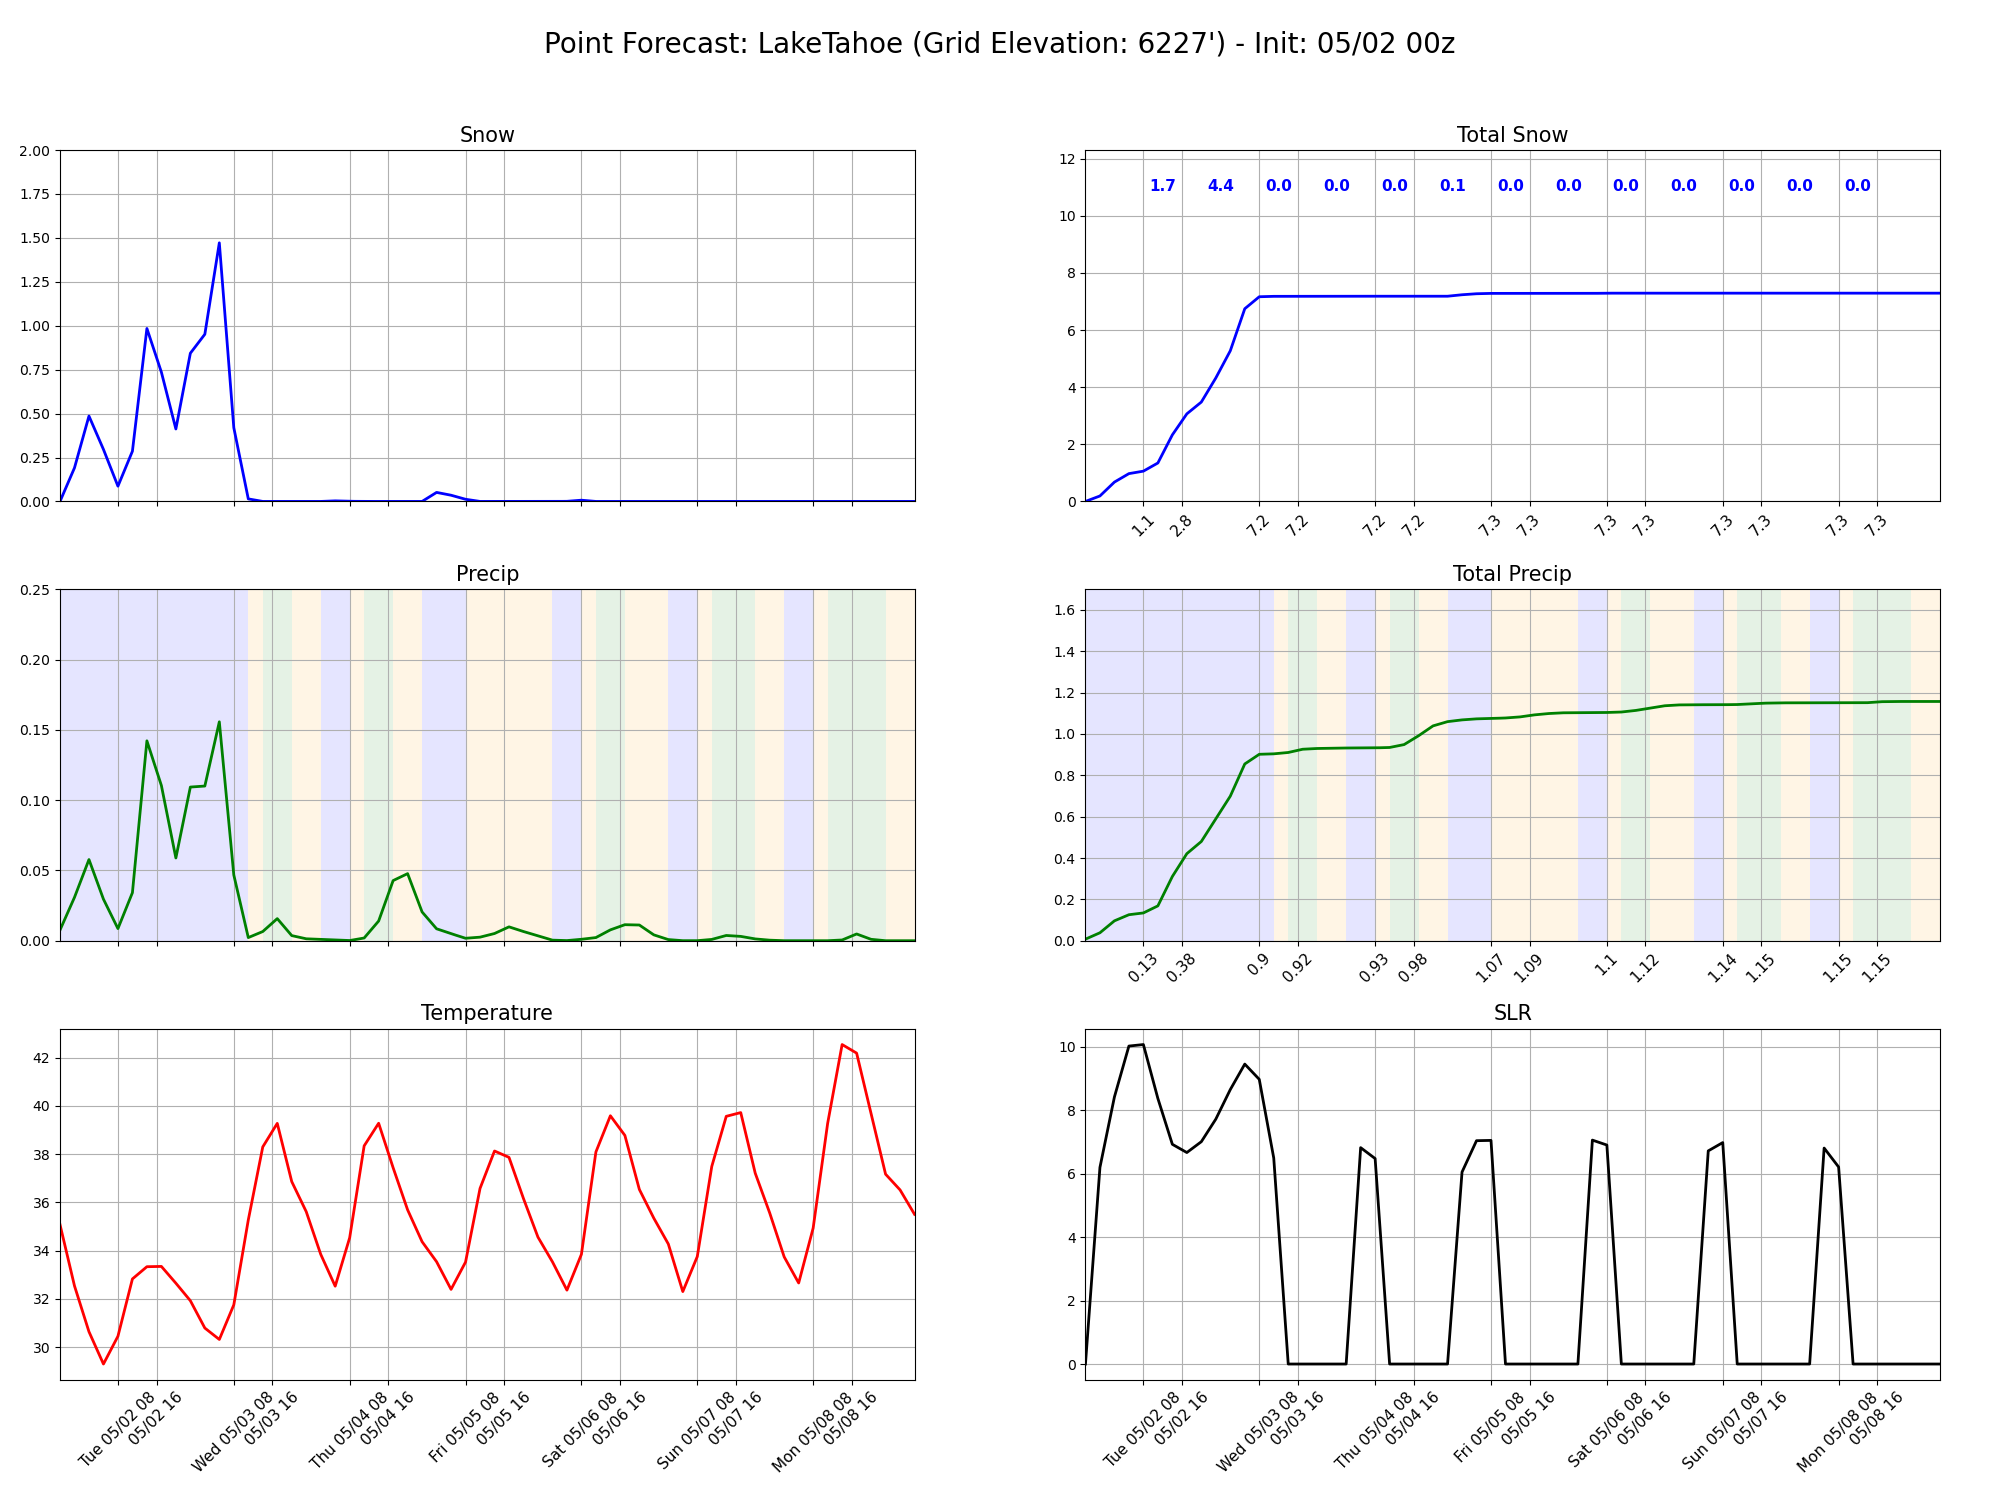 Point Forecast: LakeTahoe (Grid Elevation: 6227') - Init: 05/02 00z
Snow
2.00
1.75
1.50
1.25
1.00
0.75
0.50
0.25
0.00
Total Snow
12
10
8
6
4
2
0
1.7 4.4 0.0 0.0 0.0 0.1 0.0 0.0 0.0 0.0 0.0 0.0 0.0
1.1 2.8 7.2 7.2 7.2 7.2 7.3 7.3 7.3 7.3 7.3 7.3 7.3 7.3
Precip
0.25
0.20
0.15
0.10
0.05
0.00
Total Precip
1.6
1.4
1.2
1.0
0.8
0.6
0.4
0.2
0.0
0.13 0.38 0.9 0.92 0.93 0.98 1.07 1.09 1.1 1.12 1.14 1.15 1.15 1.15
Temperature
42
40
38
36
34
32
30
Tue 05/02 08
05/02 16
Wed 05/03 08
05/03 16
Thu 05/04 08
05/04 16
Fri 05/05 08
05/05 16
Sat 05/06 08
05/06 16
Sun 05/07 08
05/07 16
Mon 05/08 08
05/08 16
SLR
10
8
6
4
2
0
Tue 05/02 08
05/02 16
Wed 05/03 08
05/03 16
Thu 05/04 08
05/04 16
Fri 05/05 08
05/05 16
Sat 05/06 08
05/06 16
Sun 05/07 08
05/07 16
Mon 05/08 08
05/08 16